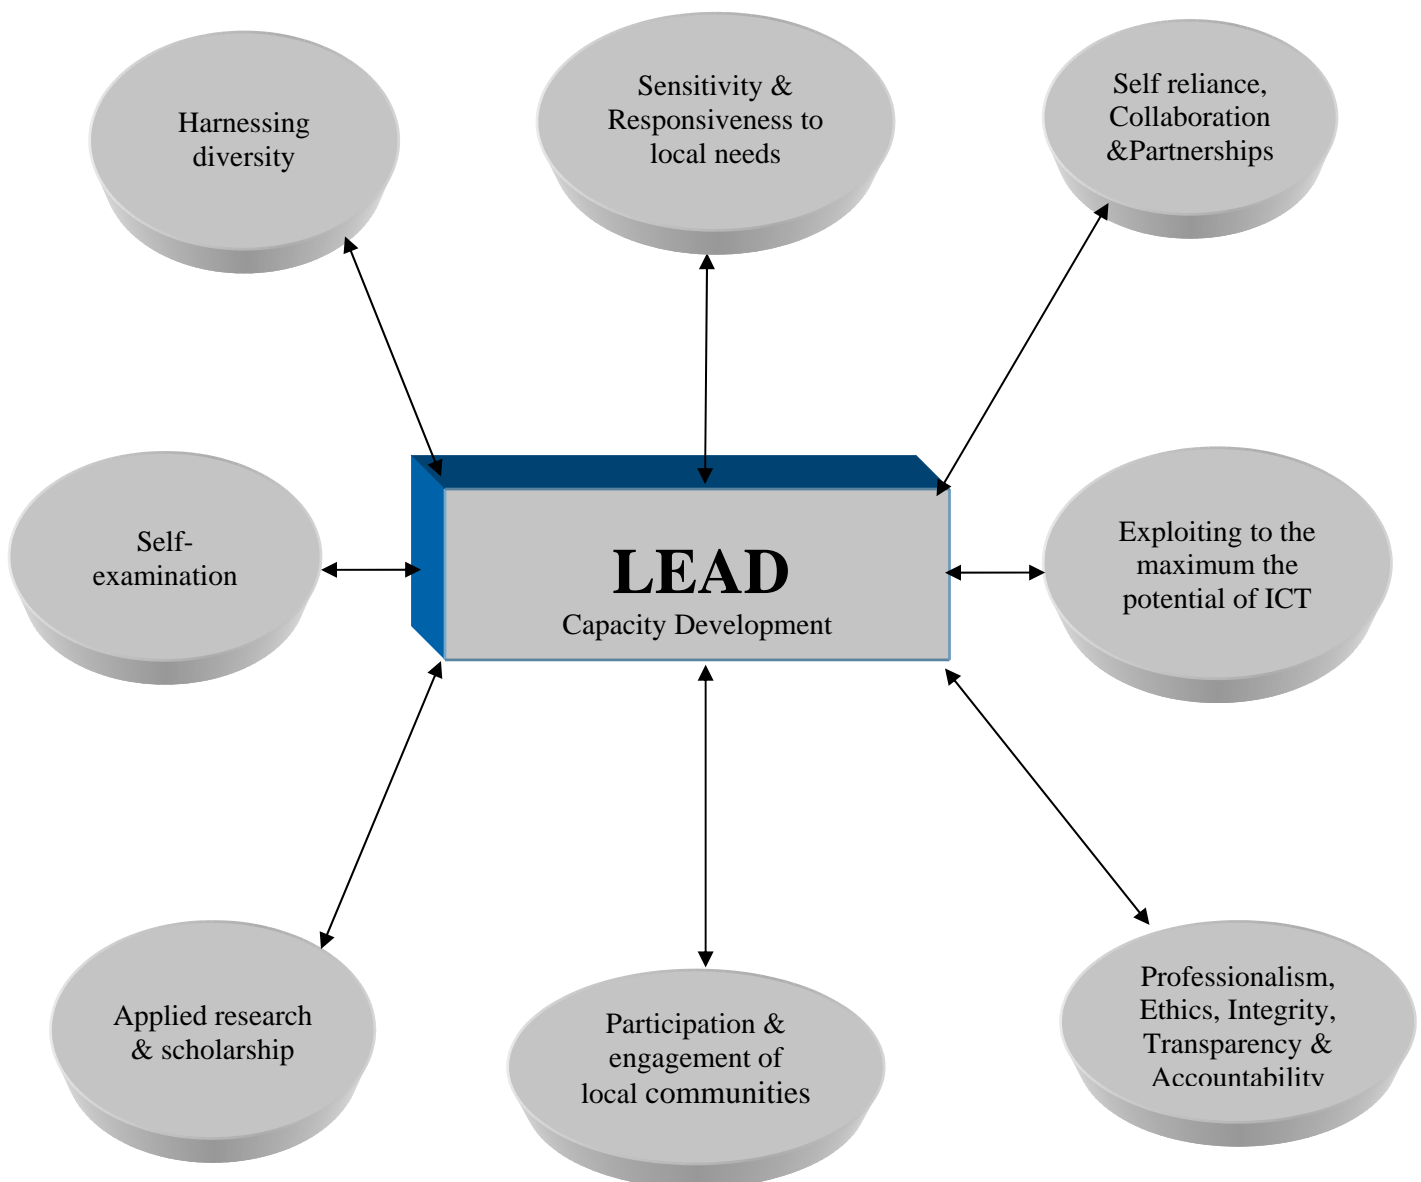 Harnessing
diversity
Sensitivity &
Responsiveness to
local needs
Self reliance,
Collaboration
&Partnerships
Self-
examination
LEAD
Capacity Development
Exploiting to the
maximum the
potential of ICT
Applied research
& scholarship
Participation &
engagement of
local communities
Professionalism,
Ethics, Integrity,
Transparency &
Accountability